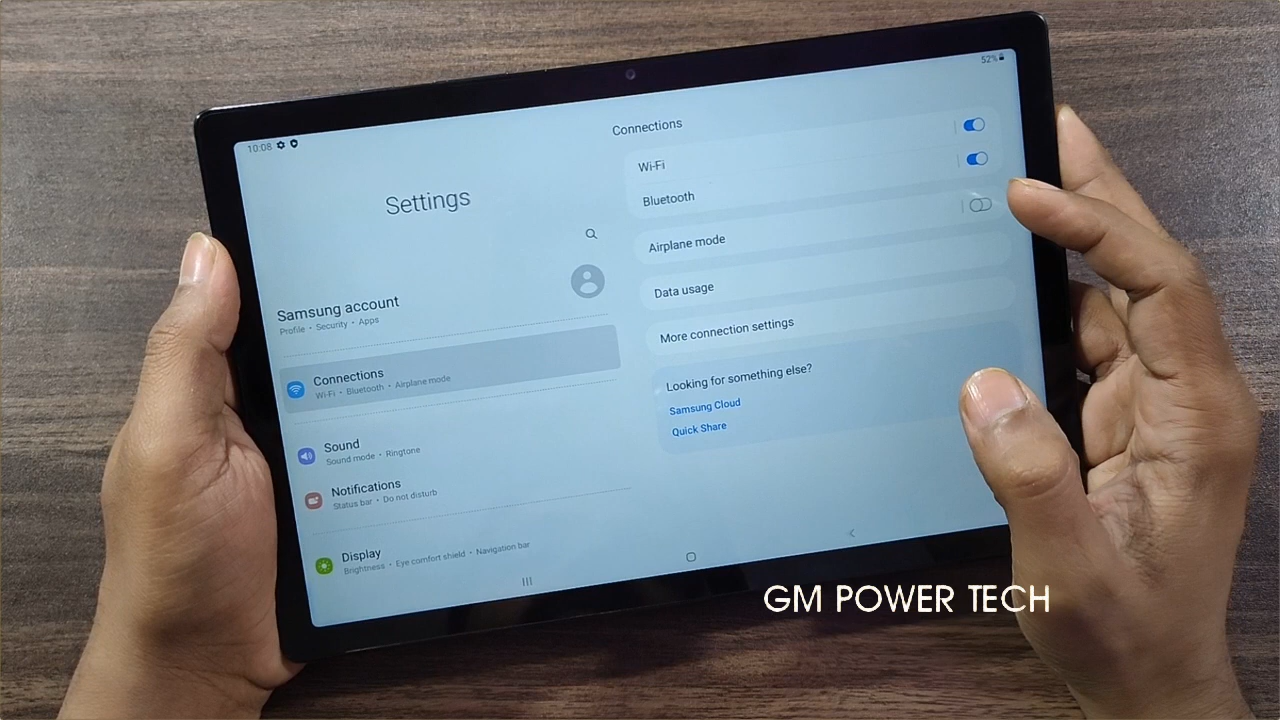 10:08
52%
Settings
Samsung account
Profile • Security • Apps
Connections
Wi-Fi • Bluetooth • Airplane mode
Sound
Sound mode • Ringtone
Notifications
Status bar • Do not disturb
Display
Brightness • Eye comfort shield • Navigation bar
Connections
Wi-Fi
Bluetooth
Airplane mode
Data usage
More connection settings
Looking for something else?
Samsung Cloud
Quick Share
GM POWER TECH